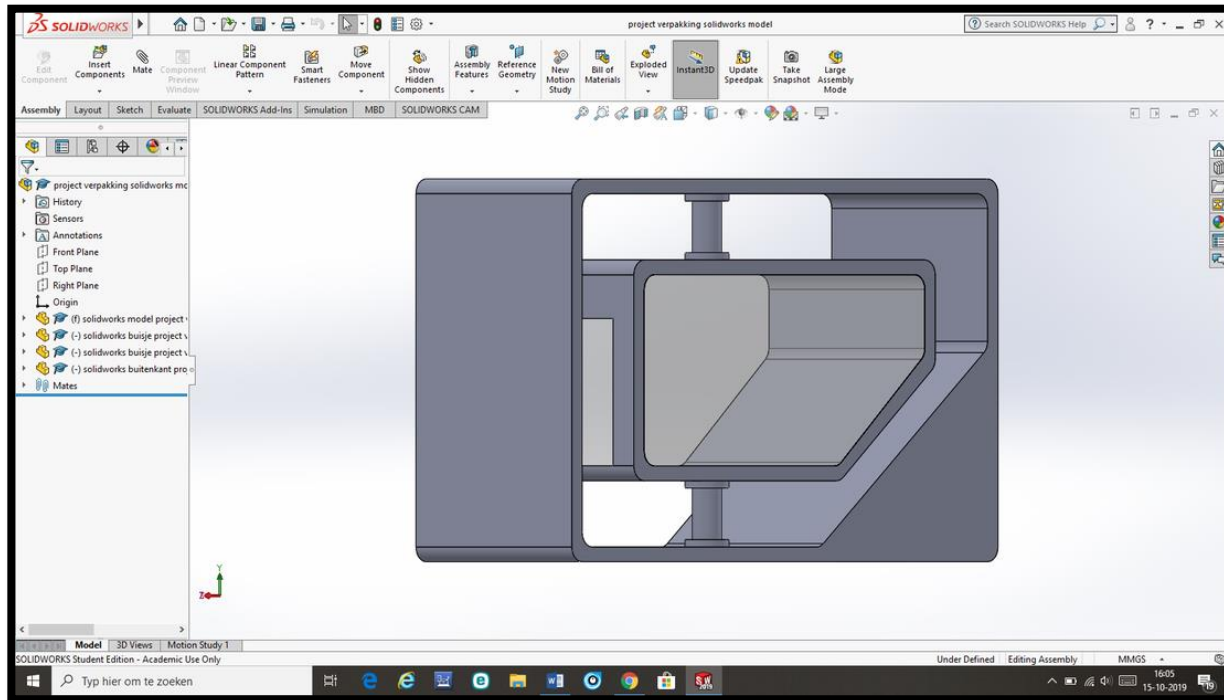 SOLIDWORKS
project verpakking solidworks model
Search SOLIDWORKS Help
Edit Component
Insert Components
Mate
Component Preview Window
Linear Component Pattern
Smart Fasteners
Move Component
Show Hidden Components
Assembly Features
Reference Geometry
New Motion Study
Bill of Materials
Exploded View
Instant3D
Update Speedpak
Take Snapshot
Large Assembly Mode
Assembly Layout Sketch Evaluate SOLIDWORKS Add-Ins Simulation MBD SOLIDWORKS CAM
project verpakking solidworks mc
History
Sensors
Annotations
Front Plane
Top Plane
Right Plane
Origin
(f) solidworks model project
(-) solidworks buisje project v
(-) solidworks buisje project v
(-) solidworks buitenkant pro
Mates
Y
Z
Model 3D Views Motion Study 1
SOLIDWORKS Student Edition - Academic Use Only
Under Defined Editing Assembly MMGS
Typ hier om te zoeken
16:05
15-10-2019